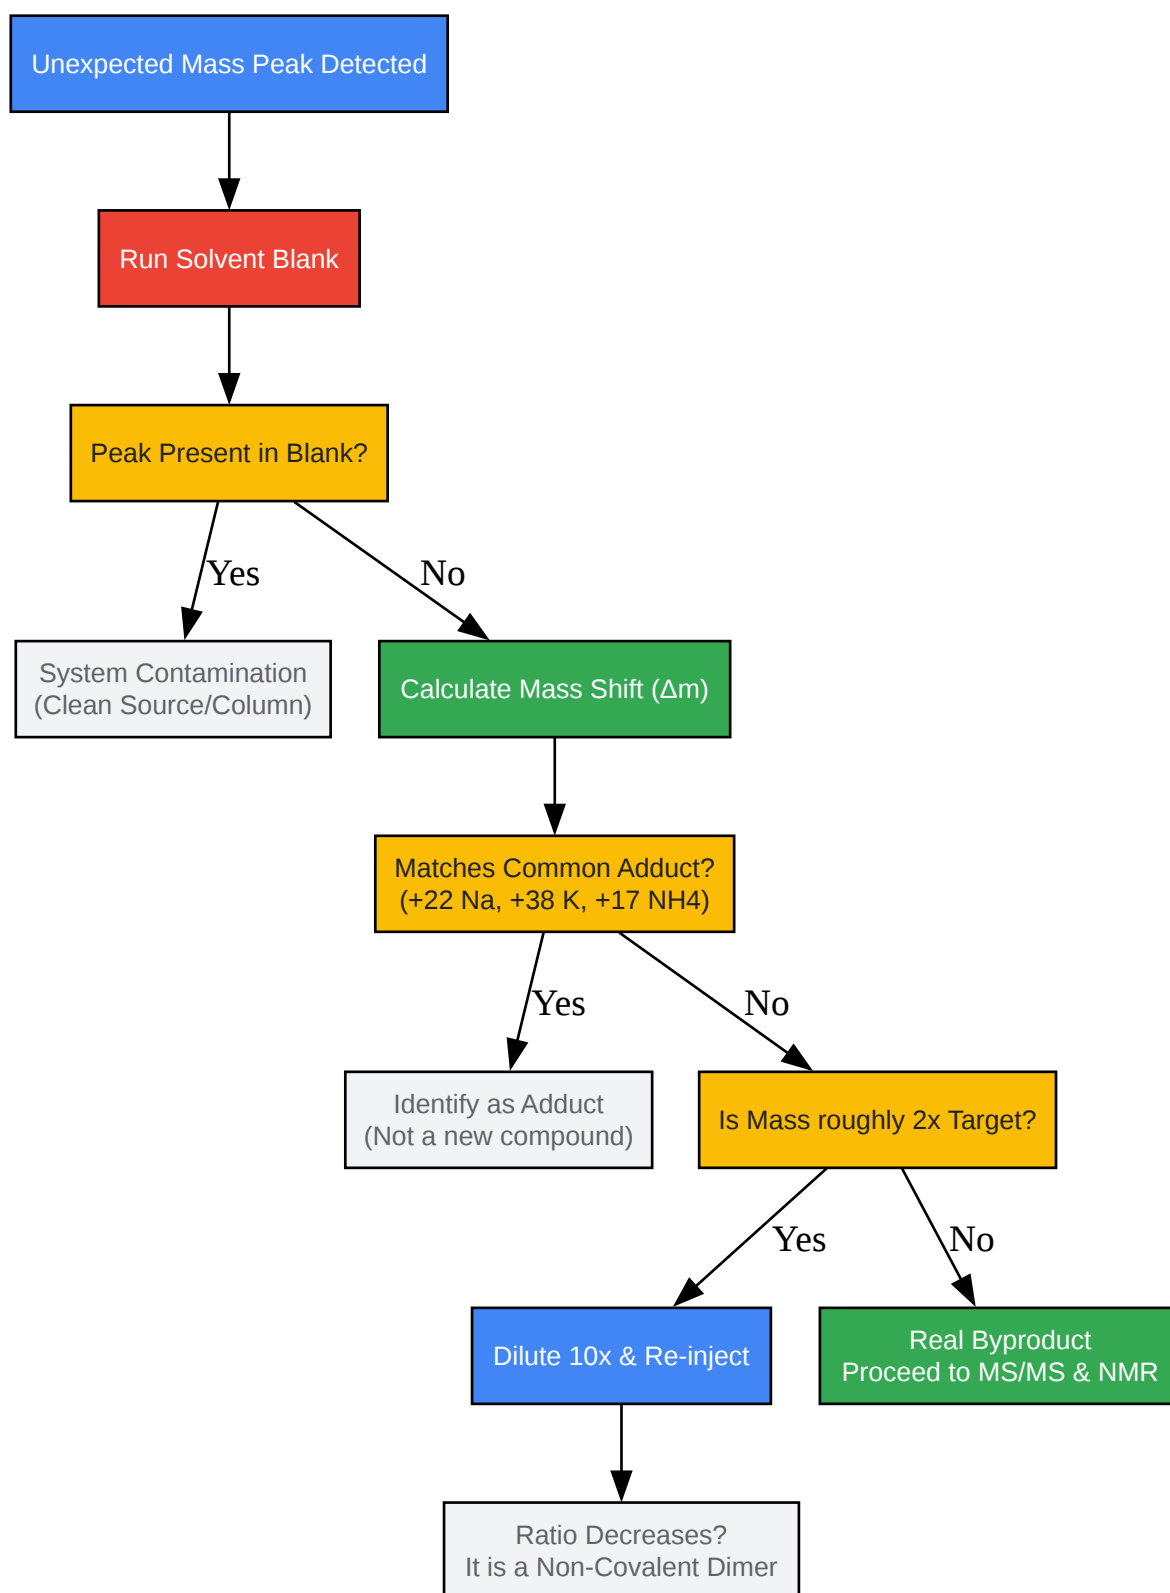 Unexpected Mass Peak Detected
Run Solvent Blank
Peak Present in Blank?
Yes
No
System Contamination
(Clean Source/Column)
Calculate Mass Shift (Δm)
Matches Common Adduct?
(+22 Na, +38 K, +17 NH4)
Yes
No
Identify as Adduct
(Not a new compound)
Is Mass roughly 2x Target?
Yes
No
Dilute 10x & Re-inject
Real Byproduct
Proceed to MS/MS & NMR
Ratio Decreases?
It is a Non-Covalent Dimer